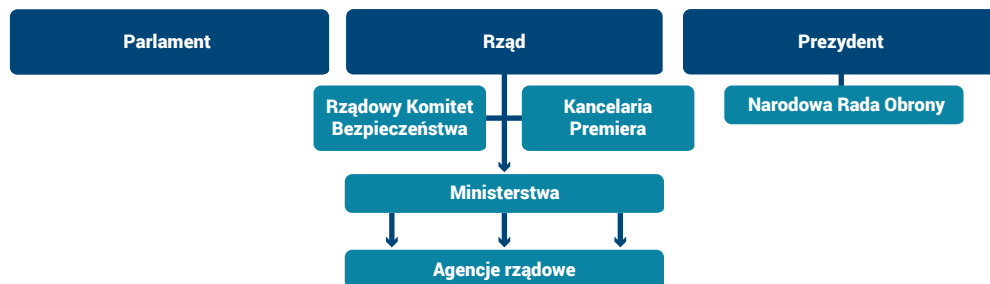 Parlament
Rząd
Prezydent
Rządowy Komitet
Bezpieczeństwa
Kancelaria
Premiera
Narodowa Rada Obrony
Ministerstwa
Agencje rządowe